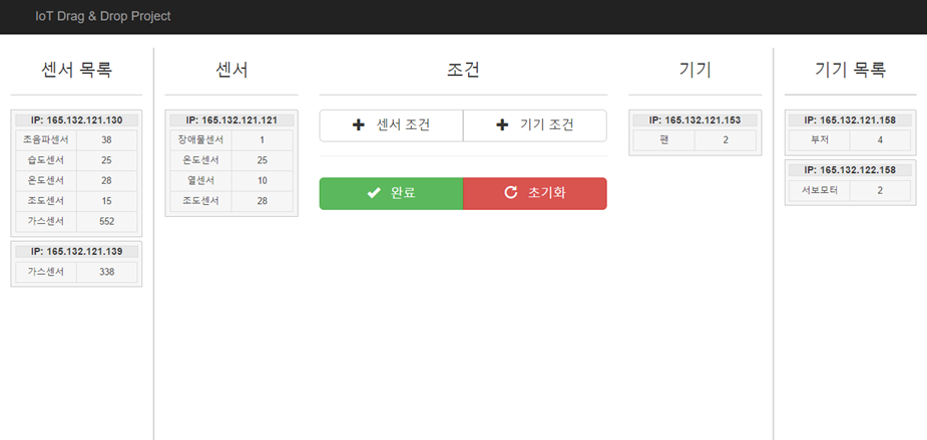 IoT Drag & Drop Project
센서 목록
IP: 165.132.121.130
초음파센서 38
습도센서 25
온도센서 28
조도센서 15
가스센서 552
IP: 165.132.121.139
가스센서 338
센서
IP: 165.132.121.121
장애물센서 1
온도센서 25
열센서 10
조도센서 28
조건
센서 조건
기기 조건
완료
초기화
기기
IP: 165.132.121.153
팬 2
기기 목록
IP: 165.132.121.158
부저 4
IP: 165.132.122.158
서보모터 2